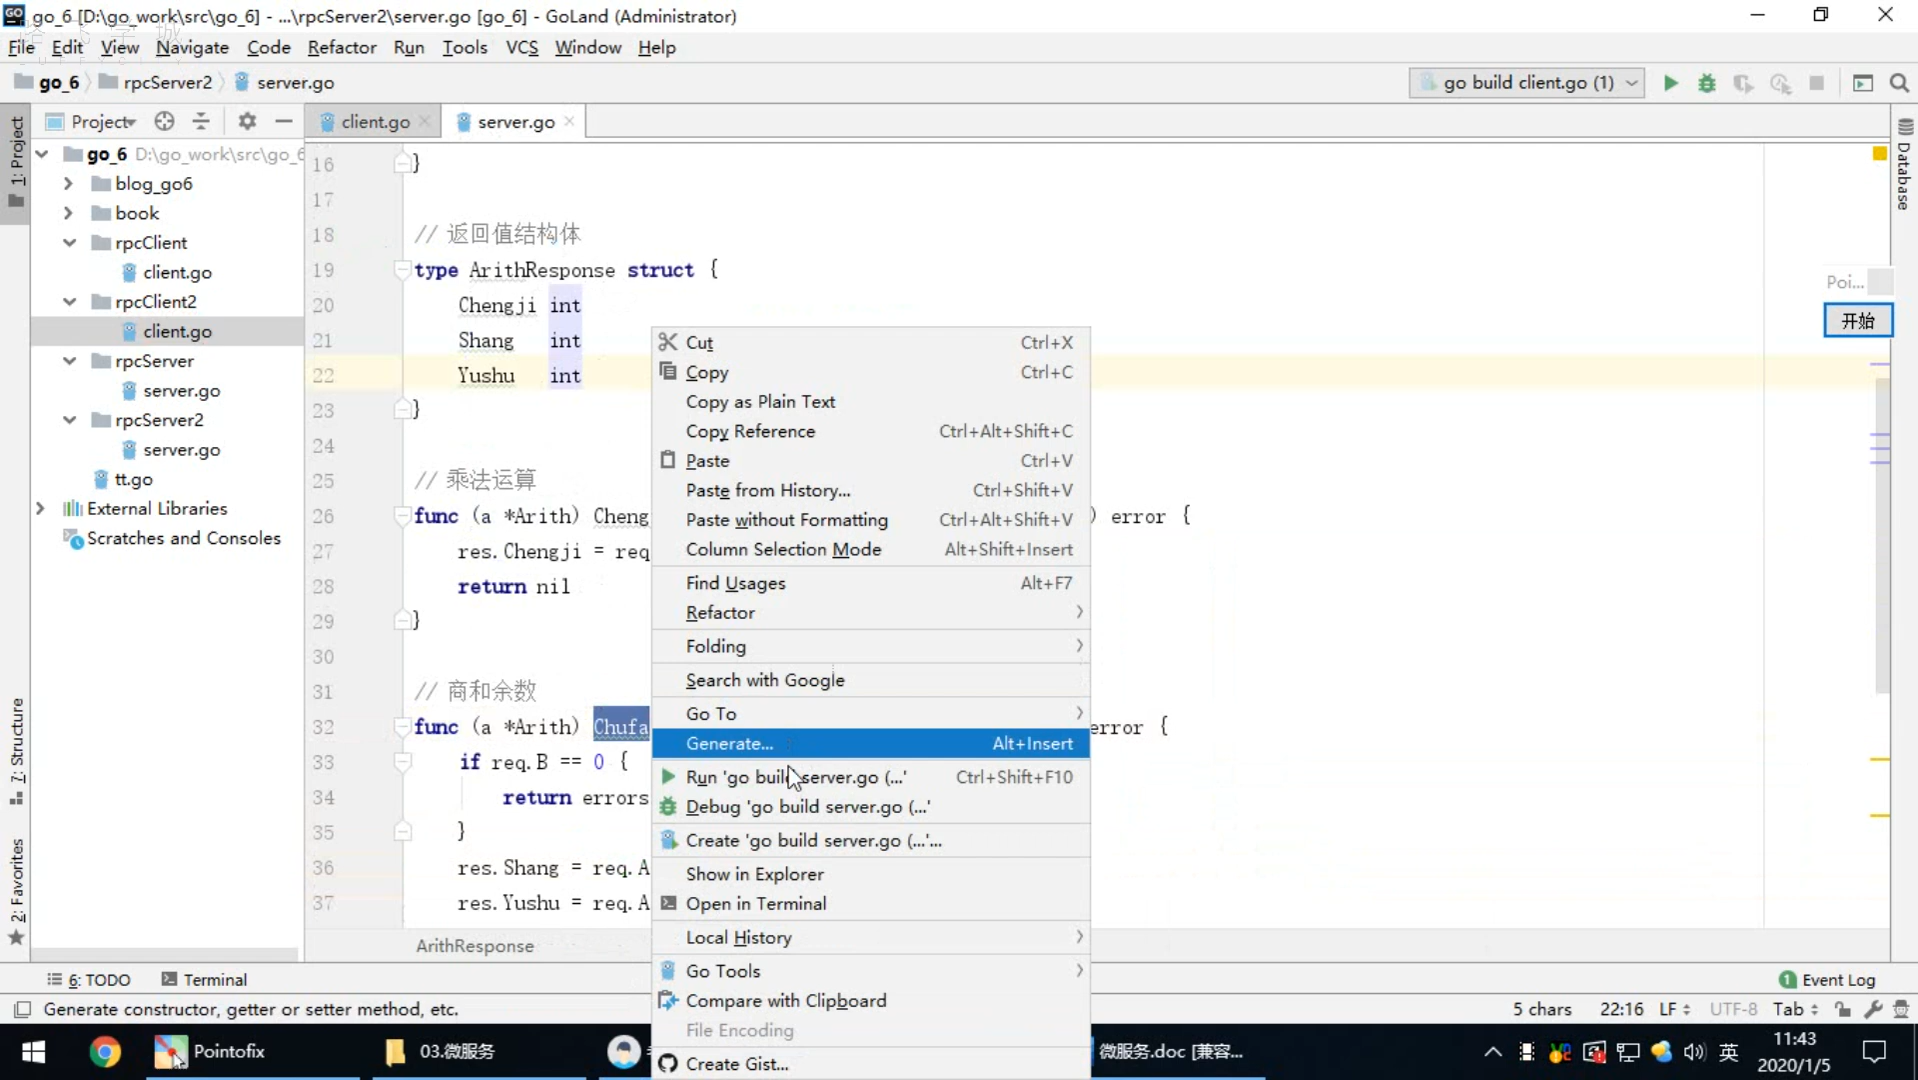 go_6 [D:\go_work\src\go_6] - ...\rpcServer2\server.go [go_6] - GoLand (Administrator)
File Edit View Navigate Code Refactor Run Tools VCS Window Help
go_6 rpcServer2 server.go
go build client.go (1)
Project
client.go
server.go
1: Project
go_6 D:\go_work\src\go_6
blog_go6
book
rpcClient
client.go
rpcClient2
client.go
rpcServer
server.go
rpcServer2
server.go
tt.go
External Libraries
Scratches and Consoles
7: Structure
2: Favorites
Database
Poi...
开始
16 }
17
18 // 返回值结构体
19 type ArithResponse struct {
20 Chengji int
21 Shang int
22 Yushu int
23 }
24
25 // 乘法运算
26 func (a *Arith) Cheng ) error {
27 res.Chengji = req
28 return nil
29 }
30
31 // 商和余数
32 func (a *Arith) Chufa error {
33 if req.B == 0 {
34 return errors
35 }
36 res.Shang = req.A
37 res.Yushu = req.A
ArithResponse
Cut Ctrl+X
Copy Ctrl+C
Copy as Plain Text
Copy Reference Ctrl+Alt+Shift+C
Paste Ctrl+V
Paste from History... Ctrl+Shift+V
Paste without Formatting Ctrl+Alt+Shift+V
Column Selection Mode Alt+Shift+Insert
Find Usages Alt+F7
Refactor
Folding
Search with Google
Go To
Generate... Alt+Insert
Run 'go build server.go (...' Ctrl+Shift+F10
Debug 'go build server.go (...'
Create 'go build server.go (...'...
Show in Explorer
Open in Terminal
Local History
Go Tools
Compare with Clipboard
File Encoding
Create Gist...
6: TODO Terminal
1 Event Log
Generate constructor, getter or setter method, etc.
5 chars 22:16 LF UTF-8 Tab
Pointofix
03.微服务
微服务.doc [兼容...
英
11:43
2020/1/5